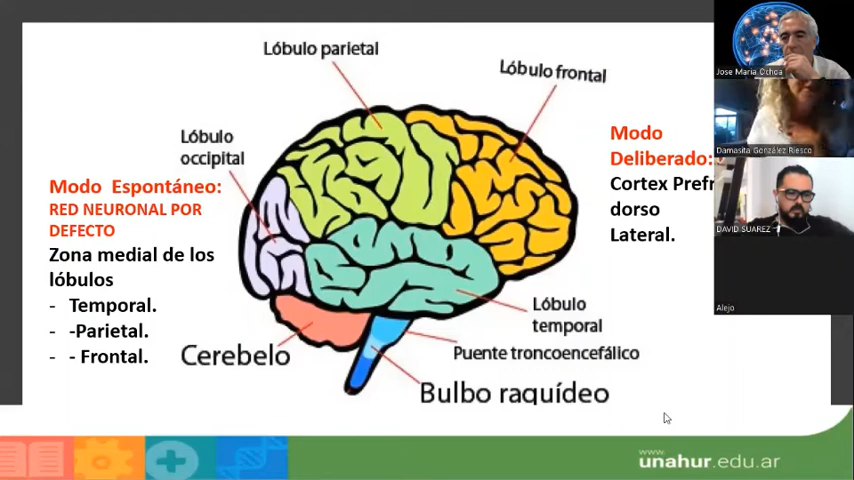 Lóbulo parietal
Lóbulo frontal
Lóbulo
occipital
Modo Espontáneo:
RED NEURONAL POR
DEFECTO
Zona medial de los
lóbulos
- Temporal.
- -Parietal.
- - Frontal.
Modo
Deliberado:
Cortex Prefr
dorso
Lateral.
Lóbulo
temporal
Puente troncoencefálico
Cerebelo
Bulbo raquídeo
www.
unahur.edu.ar
Jose Maria Ochoa
Damasita González Riesco
DAVID SUAREZ
Alejo